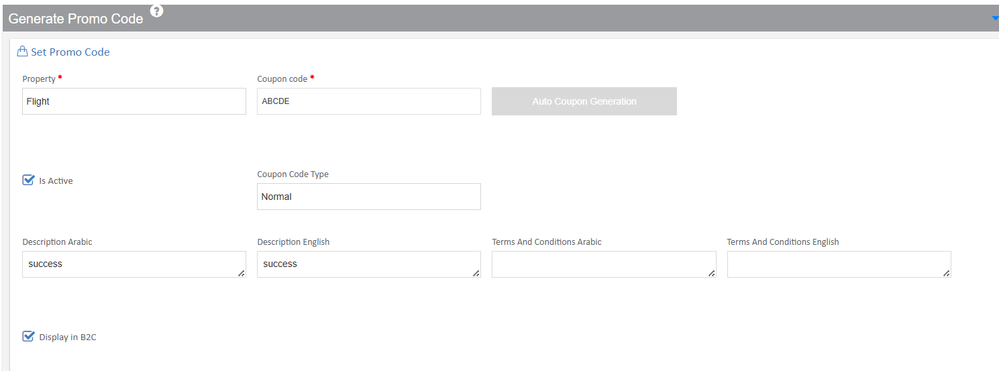 Generate Promo Code ?
Set Promo Code
Property * Coupon code *
Flight ABCDE Auto Coupon Generation
Is Active Coupon Code Type
Normal
Description Arabic Description English Terms And Conditions Arabic Terms And Conditions English
success success
Display in B2C